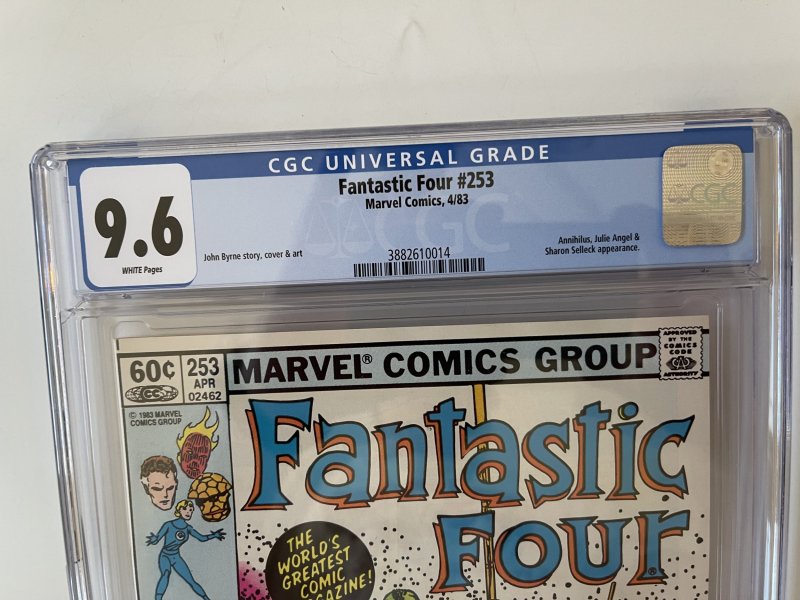 CGC UNIVERSAL GRADE
9.6
WHITE Pages
Fantastic Four #253
Marvel Comics, 4/83
John Byrne story, cover & art
3882610014
Annihilus, Julie Angel &
Sharon Selleck appearance.
CGC
CGC
60¢
253
APR
02462
MARVEL® COMICS GROUP
APPROVED
BY THE
COMICS
CODE
AUTHORITY
© 1983 MARVEL
COMICS GROUP
Fantastic
Four®
THE
WORLD'S
GREATEST
COMIC
MAGAZINE!